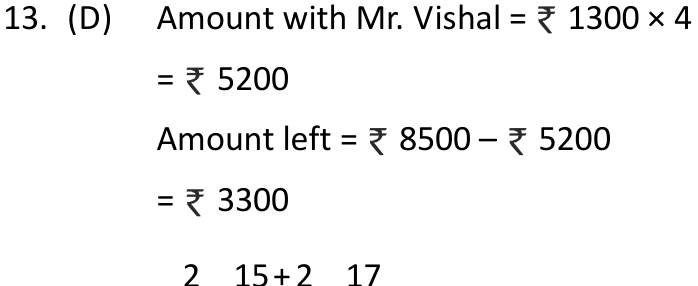 13. (D) Amount with Mr. Vishal = ₹ 1300 × 4
= ₹ 5200
Amount left = ₹ 8500 – ₹ 5200
= ₹ 3300
2 15+2 17